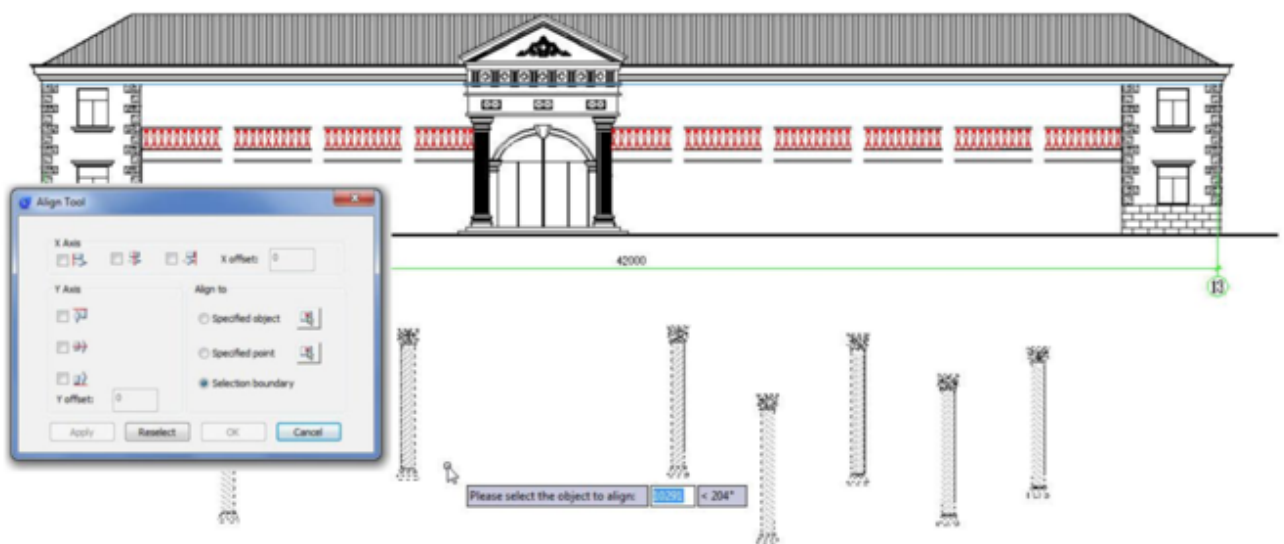 Align Tool
X Axis
X offset: 0
42000
Y Axis
Align to
13
Specified object
Specified point
Selection boundary
Y offset: 0
Apply Reselect OK Cancel
Please select the object to align: < 204°